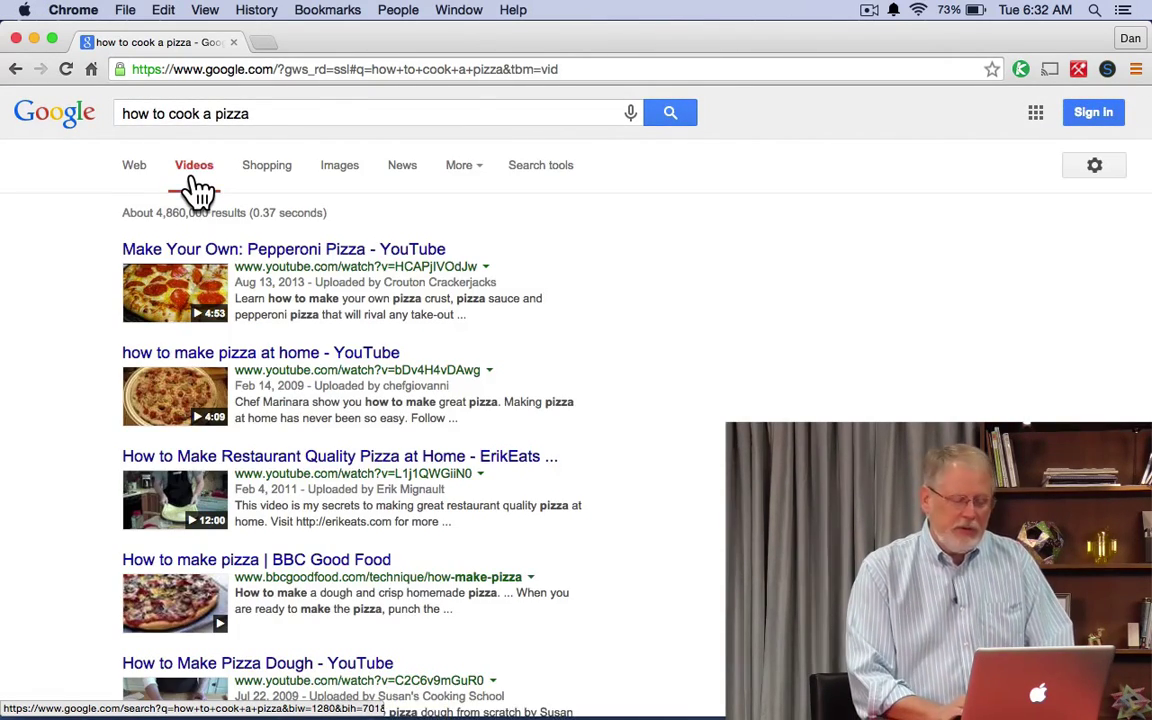 Chrome File Edit View History Bookmarks People Window Help 73% Tue 6:32 AM
how to cook a pizza - Goo Dan
https://www.google.com/?gws_rd=ssl#q=how+to+cook+a+pizza&tbm=vid
Google how to cook a pizza Sign in
Web Videos Shopping Images News More Search tools
About 4,860,000 results (0.37 seconds)
Make Your Own: Pepperoni Pizza - YouTube
www.youtube.com/watch?v=HCAPjIVOdJw
Aug 13, 2013 - Uploaded by Crouton Crackerjacks
Learn how to make your own pizza crust, pizza sauce and
4:53 pepperoni pizza that will rival any take-out ...
how to make pizza at home - YouTube
www.youtube.com/watch?v=bDv4H4vDAwg
Feb 14, 2009 - Uploaded by chefgiovanni
Chef Marinara show you how to make great pizza. Making pizza
4:09 at home has never been so easy. Follow ...
How to Make Restaurant Quality Pizza at Home - ErikEats ...
www.youtube.com/watch?v=L1j1QWGiiN0
Feb 4, 2011 - Uploaded by Erik Mignault
This video is my secrets to making great restaurant quality pizza at
12:00 home. Visit http://erikeats.com for more ...
How to make pizza | BBC Good Food
www.bbcgoodfood.com/technique/how-make-pizza
How to make a dough and crisp homemade pizza. ... When you
are ready to make the pizza, punch the ...
How to Make Pizza Dough - YouTube
www.youtube.com/watch?v=C2C6v9mGuR0
Jul 22, 2009 - Uploaded by Susan's Cooking School
https://www.google.com/search?q=how+to+cook+a+pizza&biw=1280&bih=701& pizza dough from scratch by Susan